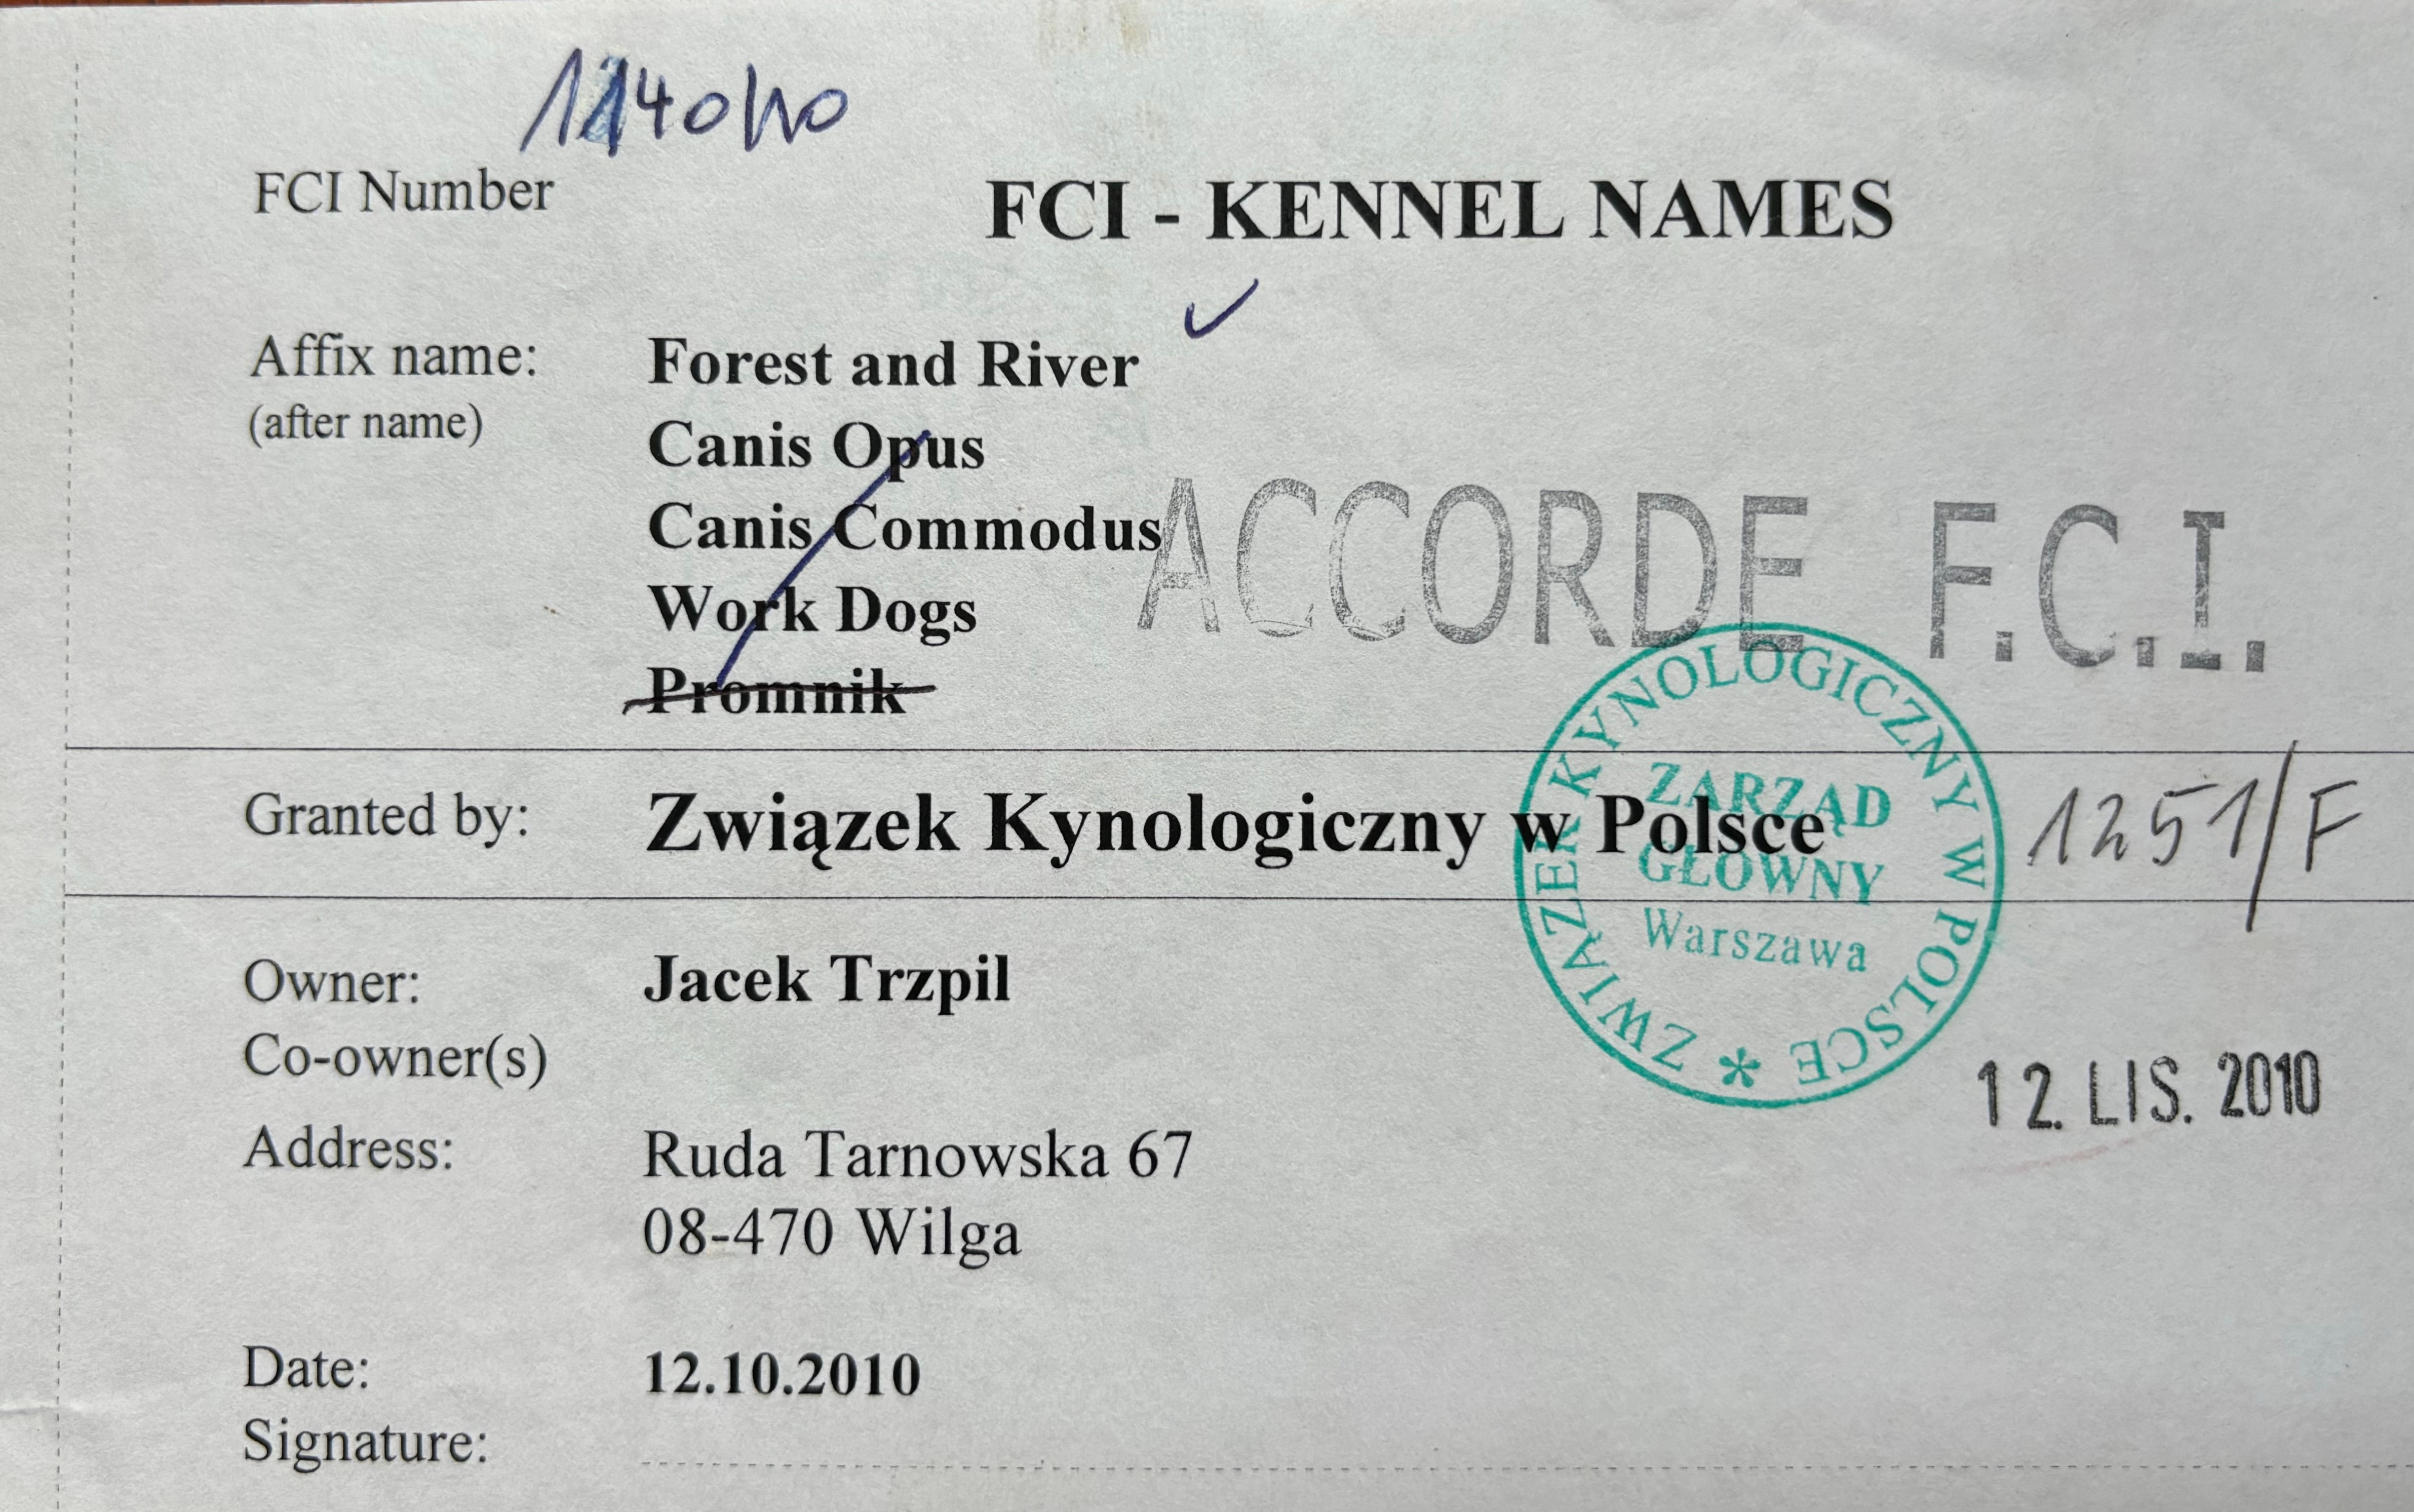 1140/10
FCI Number
FCI - KENNEL NAMES
Affix name:
(after name)
Forest and River
Canis Opus
Canis Commodus
Work Dogs
Promnik
ACCORDE F.C.I.
Granted by:
Związek Kynologiczny w Polsce
1251/F
ZWIĄZEK KYNOLOGICZNY W POLSCE *
ZARZĄD
GŁÓWNY
Warszawa
Owner:
Jacek Trzpil
Co-owner(s)
12. LIS. 2010
Address:
Ruda Tarnowska 67
08-470 Wilga
Date:
12.10.2010
Signature: